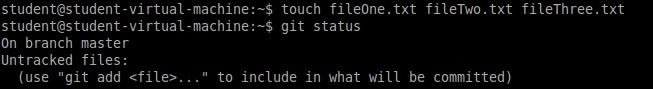 student@student-virtual-machine:~$ touch fileOne.txt fileTwo.txt fileThree.txt
student@student-virtual-machine:~$ git status
On branch master
Untracked files:
  (use "git add <file>..." to include in what will be committed)